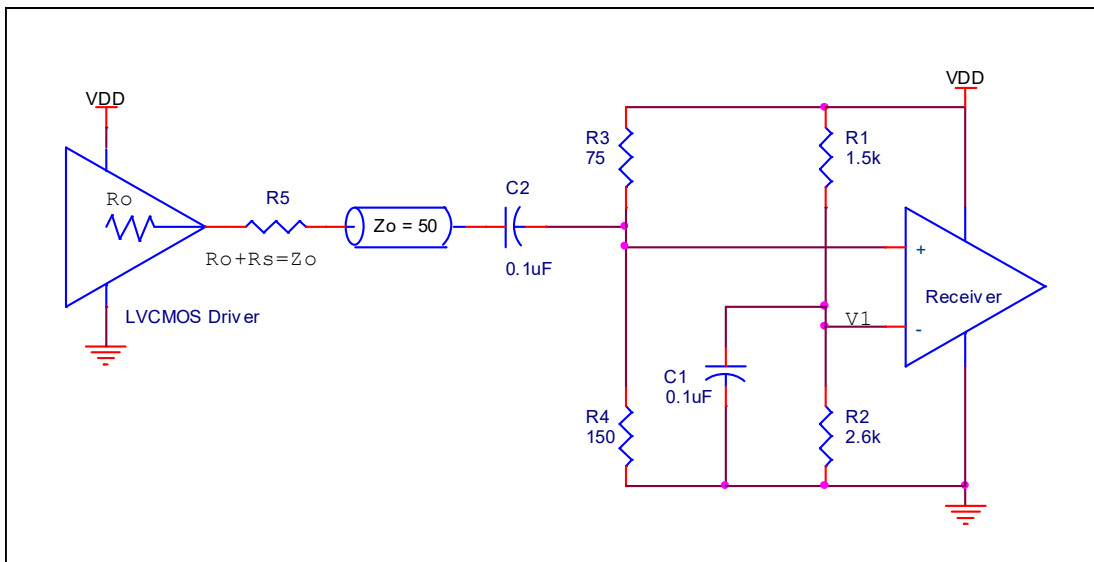 VDD
Ro
R5
Ro+Rs=Zo
LVCMOS Driver
Zo = 50
C2
0.1uF
R3
75
R4
150
VDD
R1
1.5k
V1
C1
0.1uF
R2
2.6k
+
-
Receiver